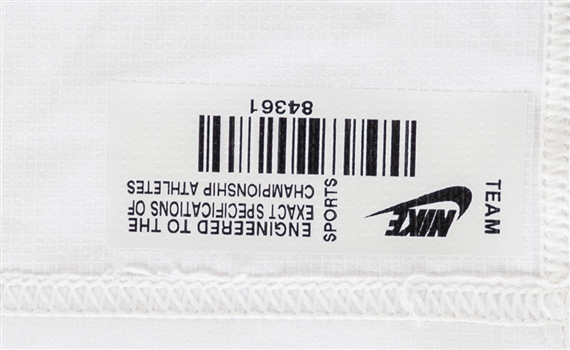 NIKE
TEAM
SPORTS
ENGINEERED TO THE
EXACT SPECIFICATIONS OF
CHAMPIONSHIP ATHLETES
84361